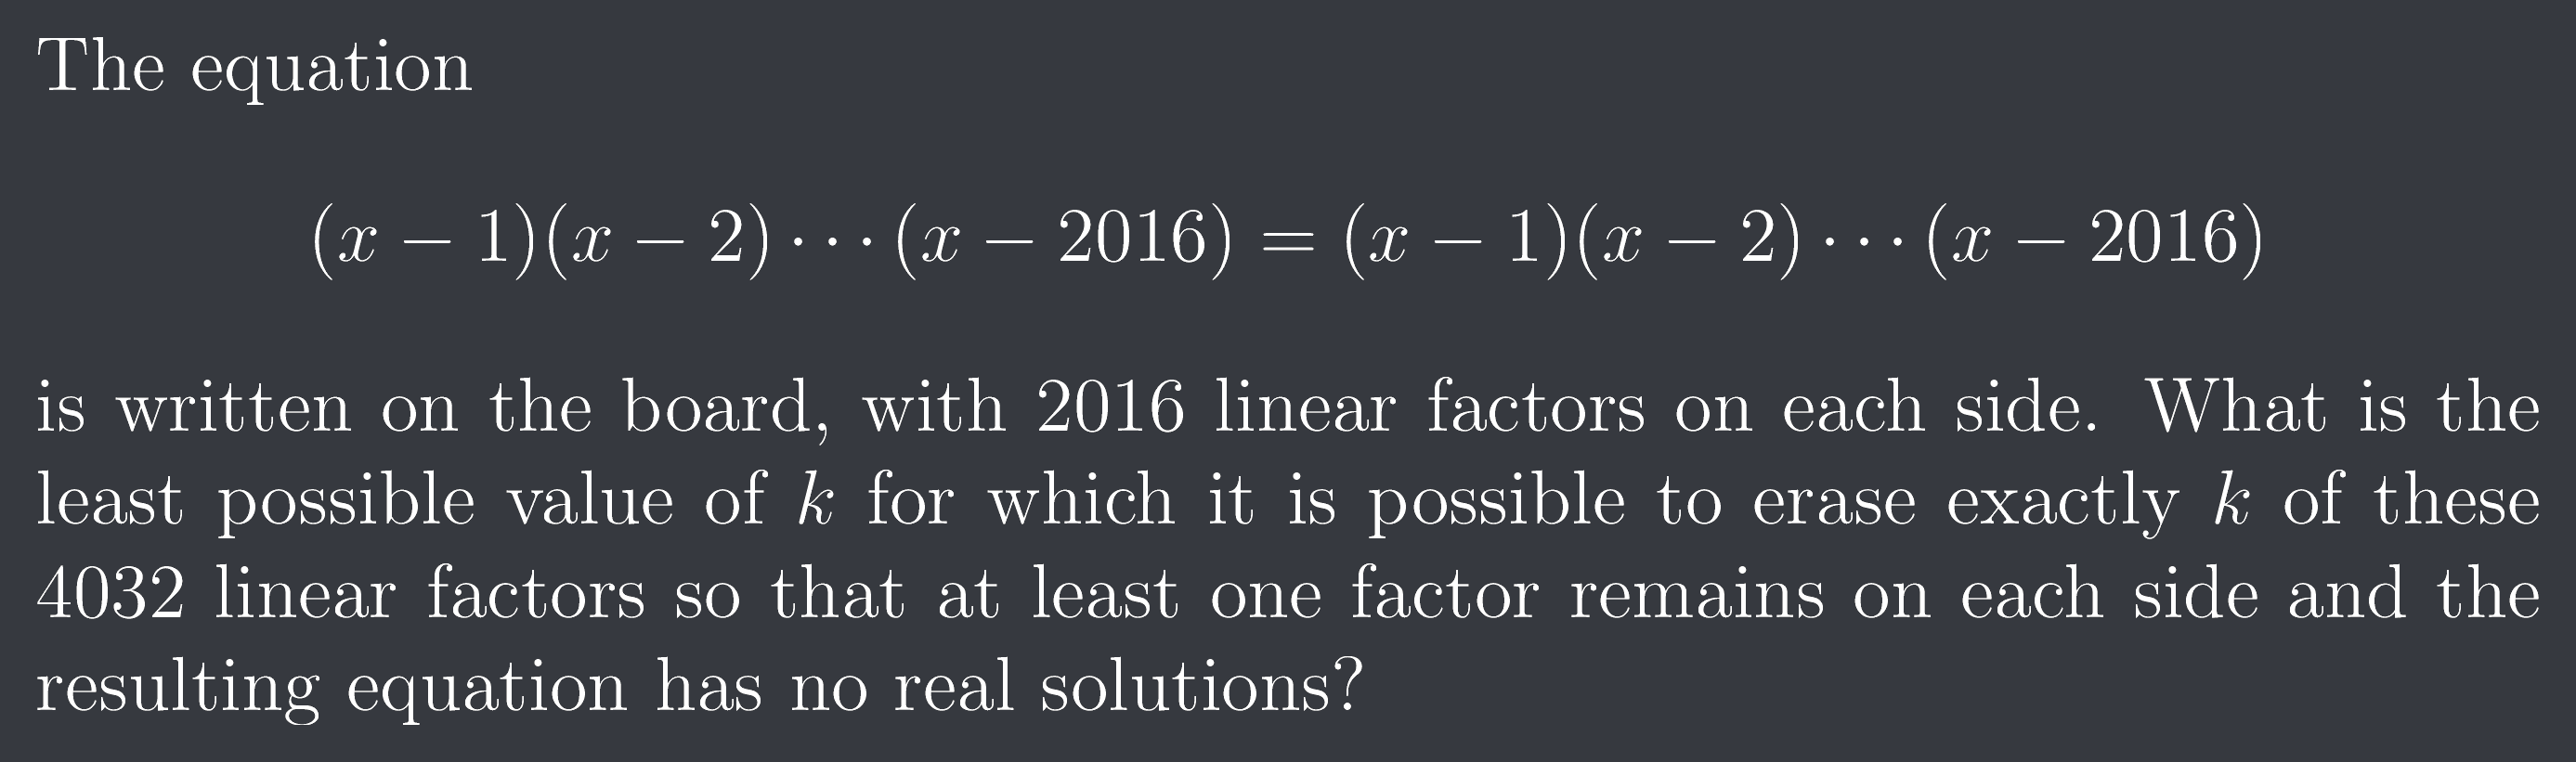 The equation
(x − 1)(x − 2) · · · (x − 2016) = (x − 1)(x − 2) · · · (x − 2016)
is written on the board, with 2016 linear factors on each side. What is the
least possible value of k for which it is possible to erase exactly k of these
4032 linear factors so that at least one factor remains on each side and the
resulting equation has no real solutions?